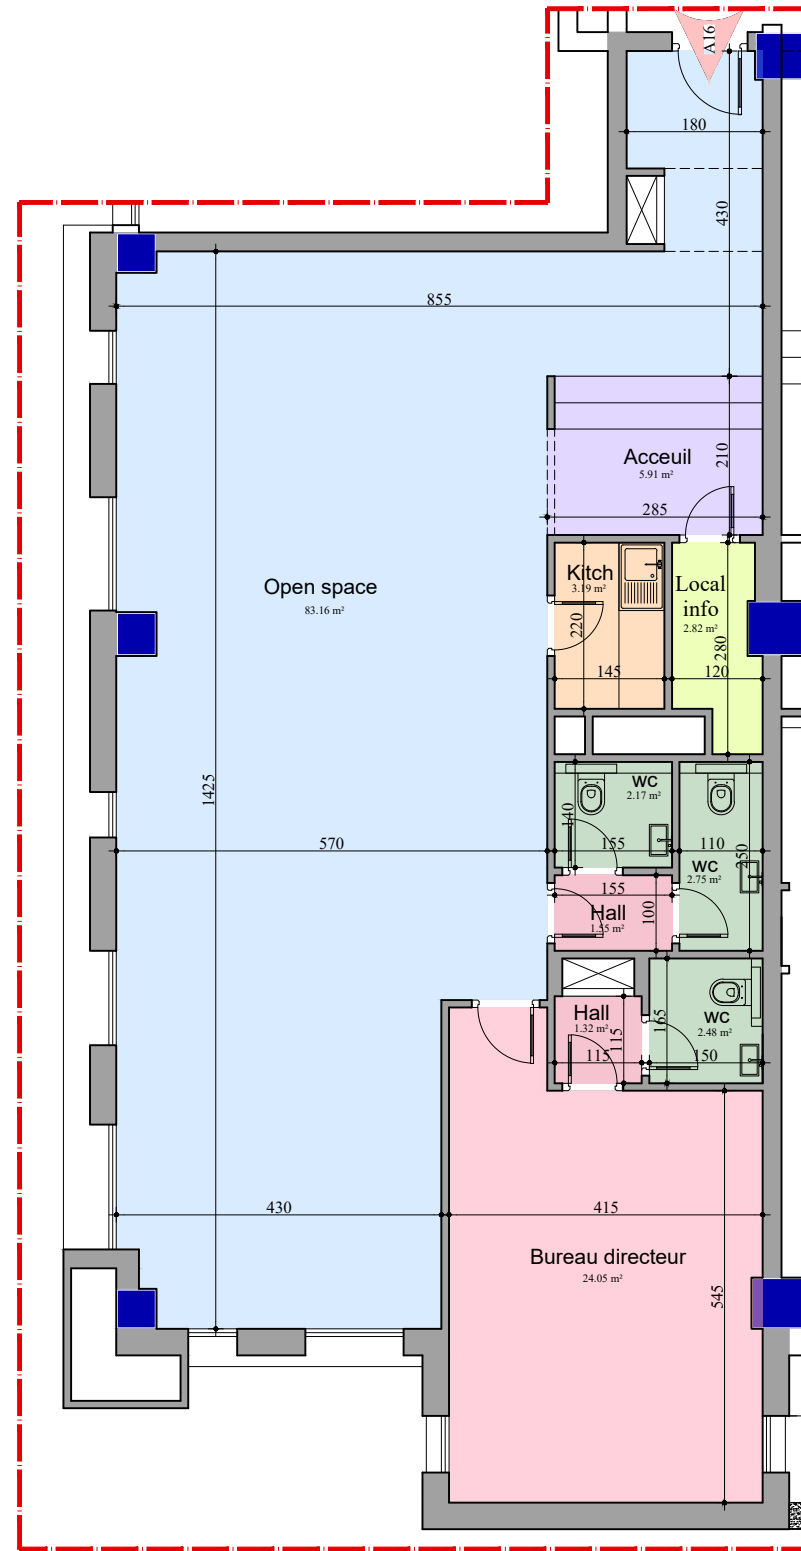 A16
180
430
855
Acceuil
5.91 m²
210
285
Open space
83.16 m²
Kitch
3.19 m²
220
145
Local
info
2.82 m²
280
120
1425
WC
2.17 m²
140
155
110
250
WC
2.75 m²
570
155
Hall
1.55 m²
100
Hall
1.32 m²
115
115
165
WC
2.48 m²
150
430
415
Bureau directeur
24.05 m²
545